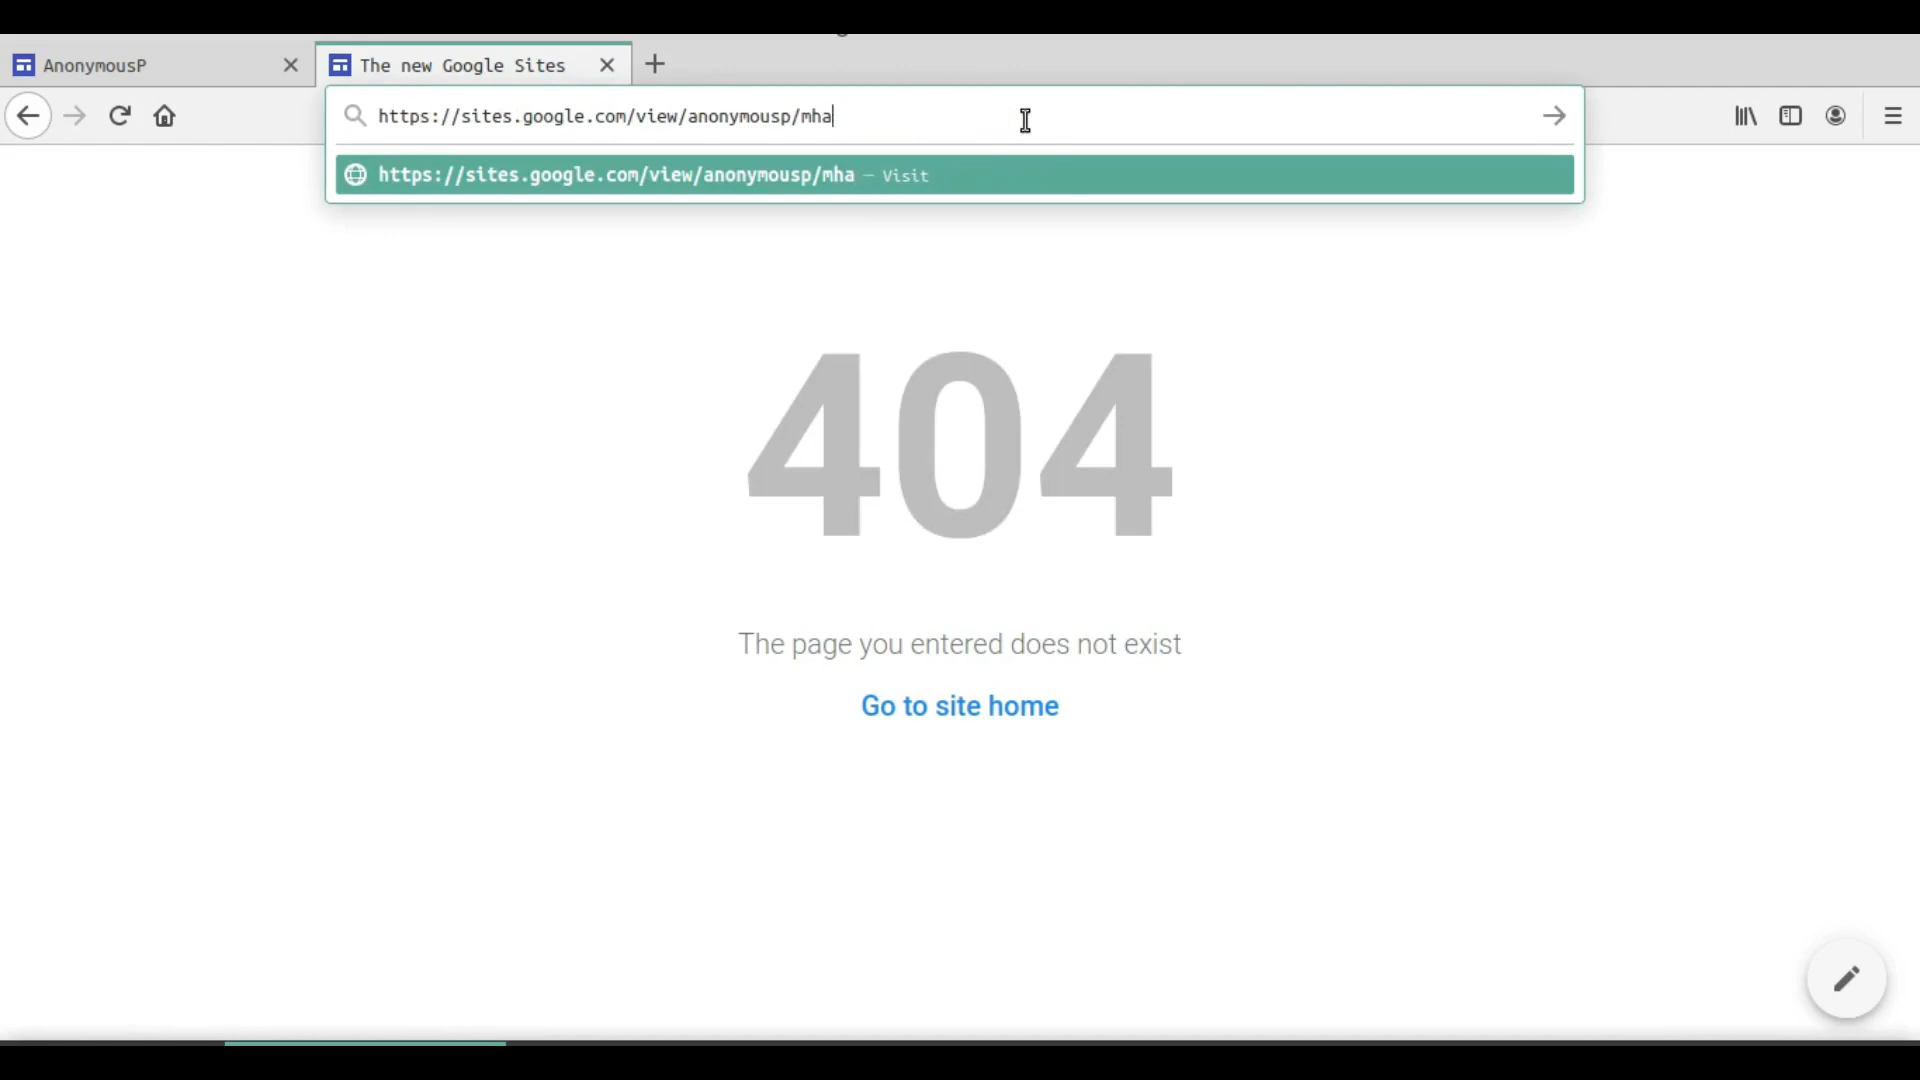 AnonymousP
The new Google Sites
https://sites.google.com/view/anonymousp/mha
https://sites.google.com/view/anonymousp/mha — Visit
404
The page you entered does not exist
Go to site home